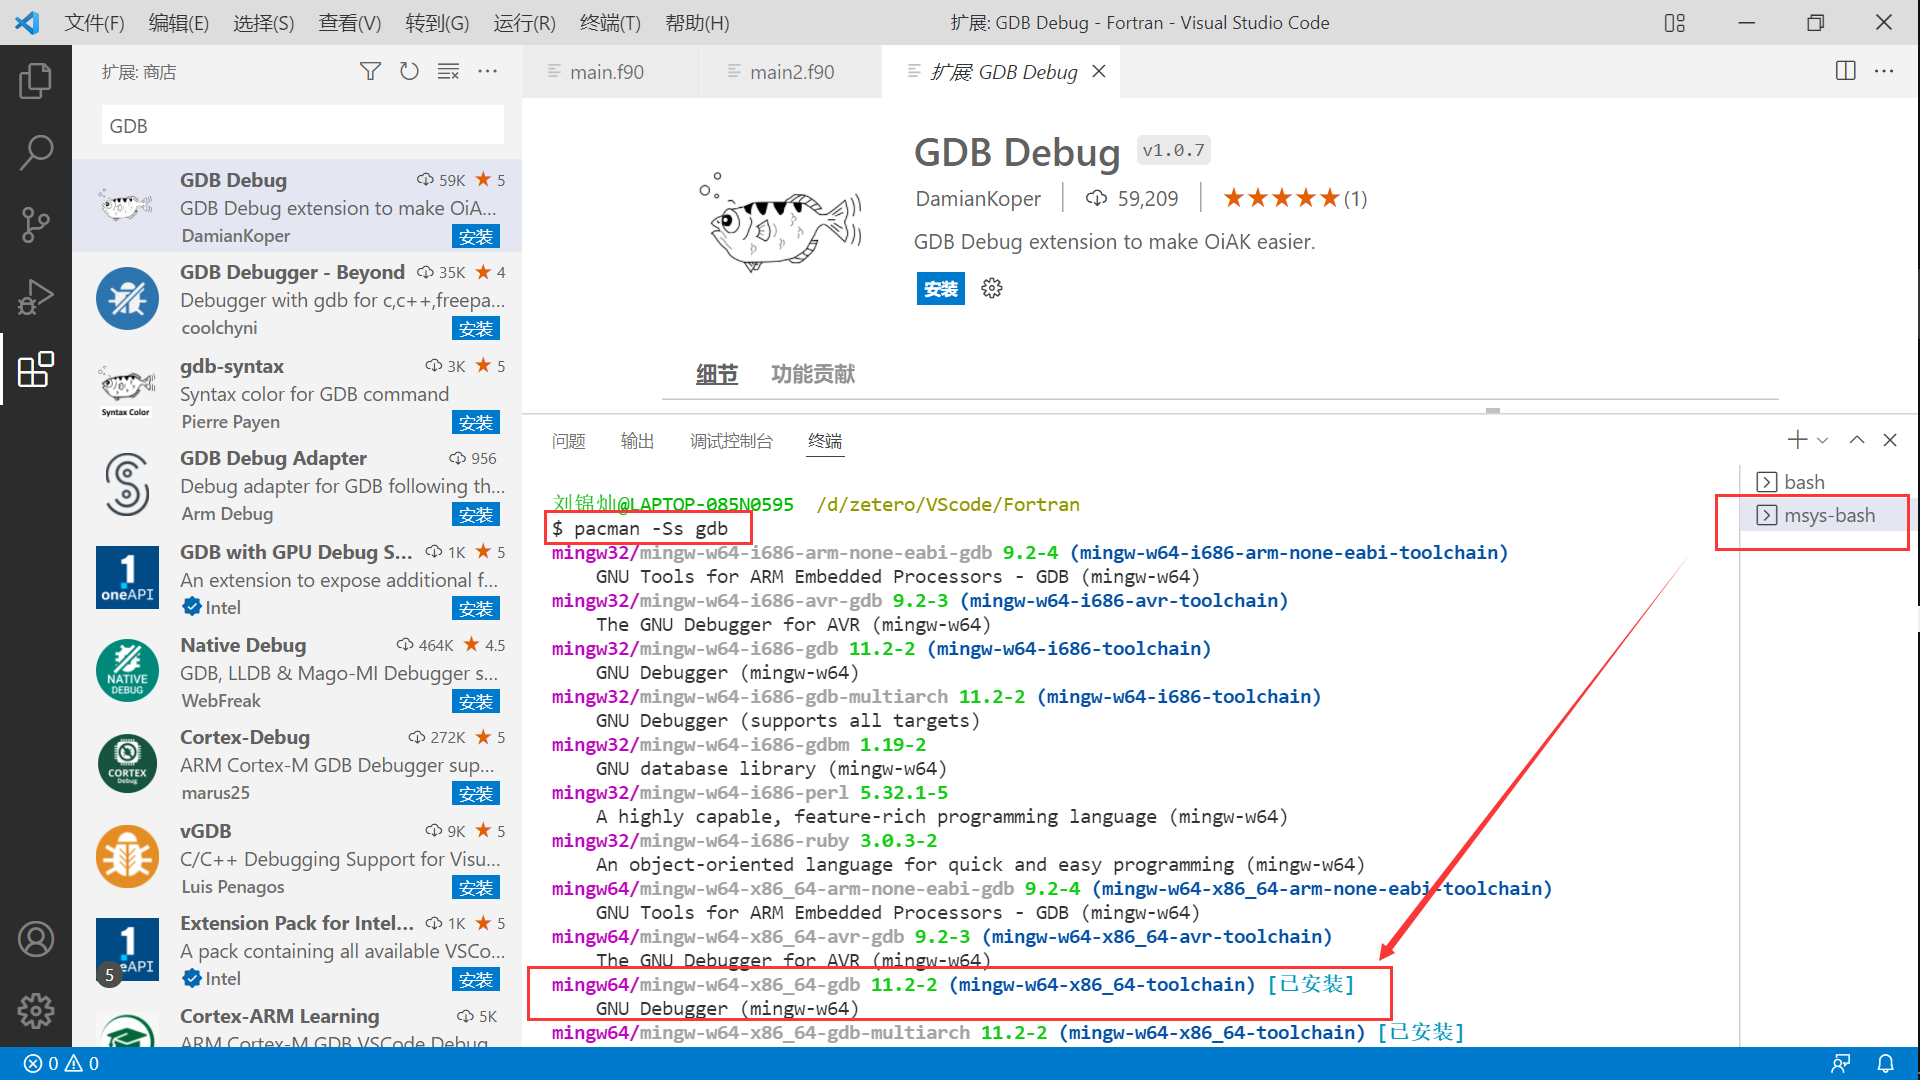 文件(F) 编辑(E) 选择(S) 查看(V) 转到(G) 运行(R) 终端(T) 帮助(H) 扩展: GDB Debug - Fortran - Visual Studio Code
扩展: 商店
GDB
GDB Debug 59K 5
GDB Debug extension to make OiA...
DamianKoper 安装
GDB Debugger - Beyond 35K 4
Debugger with gdb for c,c++,freepa...
coolchyni 安装
Syntax Color
gdb-syntax 3K 5
Syntax color for GDB command
Pierre Payen 安装
GDB Debug Adapter 956
Debug adapter for GDB following th...
Arm Debug 安装
1 oneAPI
GDB with GPU Debug S... 1K 5
An extension to expose additional f...
Intel 安装
NATIVE DEBUG
Native Debug 464K 4.5
GDB, LLDB & Mago-MI Debugger s...
WebFreak 安装
CORTEX Debug
Cortex-Debug 272K 5
ARM Cortex-M GDB Debugger sup...
marus25 安装
vGDB 9K 5
C/C++ Debugging Support for Visu...
Luis Penagos 安装
1 eAPI
5
Extension Pack for Intel... 1K 5
A pack containing all available VSCo...
Intel 安装
Cortex-ARM Learning 5K
ARM Cortex-M GDB VSCode Debug
main.f90 main2.f90 扩展: GDB Debug
GDB Debug v1.0.7
DamianKoper 59,209 (1)
GDB Debug extension to make OiAK easier.
安装
细节 功能贡献
问题 输出 调试控制台 终端
bash
msys-bash
刘锦灿@LAPTOP-085N0595 /d/zetero/VScode/Fortran
$ pacman -Ss gdb
mingw32/mingw-w64-i686-arm-none-eabi-gdb 9.2-4 (mingw-w64-i686-arm-none-eabi-toolchain)
GNU Tools for ARM Embedded Processors - GDB (mingw-w64)
mingw32/mingw-w64-i686-avr-gdb 9.2-3 (mingw-w64-i686-avr-toolchain)
The GNU Debugger for AVR (mingw-w64)
mingw32/mingw-w64-i686-gdb 11.2-2 (mingw-w64-i686-toolchain)
GNU Debugger (mingw-w64)
mingw32/mingw-w64-i686-gdb-multiarch 11.2-2 (mingw-w64-i686-toolchain)
GNU Debugger (supports all targets)
mingw32/mingw-w64-i686-gdbm 1.19-2
GNU database library (mingw-w64)
mingw32/mingw-w64-i686-perl 5.32.1-5
A highly capable, feature-rich programming language (mingw-w64)
mingw32/mingw-w64-i686-ruby 3.0.3-2
An object-oriented language for quick and easy programming (mingw-w64)
mingw64/mingw-w64-x86_64-arm-none-eabi-gdb 9.2-4 (mingw-w64-x86_64-arm-none-eabi-toolchain)
GNU Tools for ARM Embedded Processors - GDB (mingw-w64)
mingw64/mingw-w64-x86_64-avr-gdb 9.2-3 (mingw-w64-x86_64-avr-toolchain)
The GNU Debugger for AVR (mingw-w64)
mingw64/mingw-w64-x86_64-gdb 11.2-2 (mingw-w64-x86_64-toolchain) [已安装]
GNU Debugger (mingw-w64)
mingw64/mingw-w64-x86_64-gdb-multiarch 11.2-2 (mingw-w64-x86_64-toolchain) [已安装]
0 0